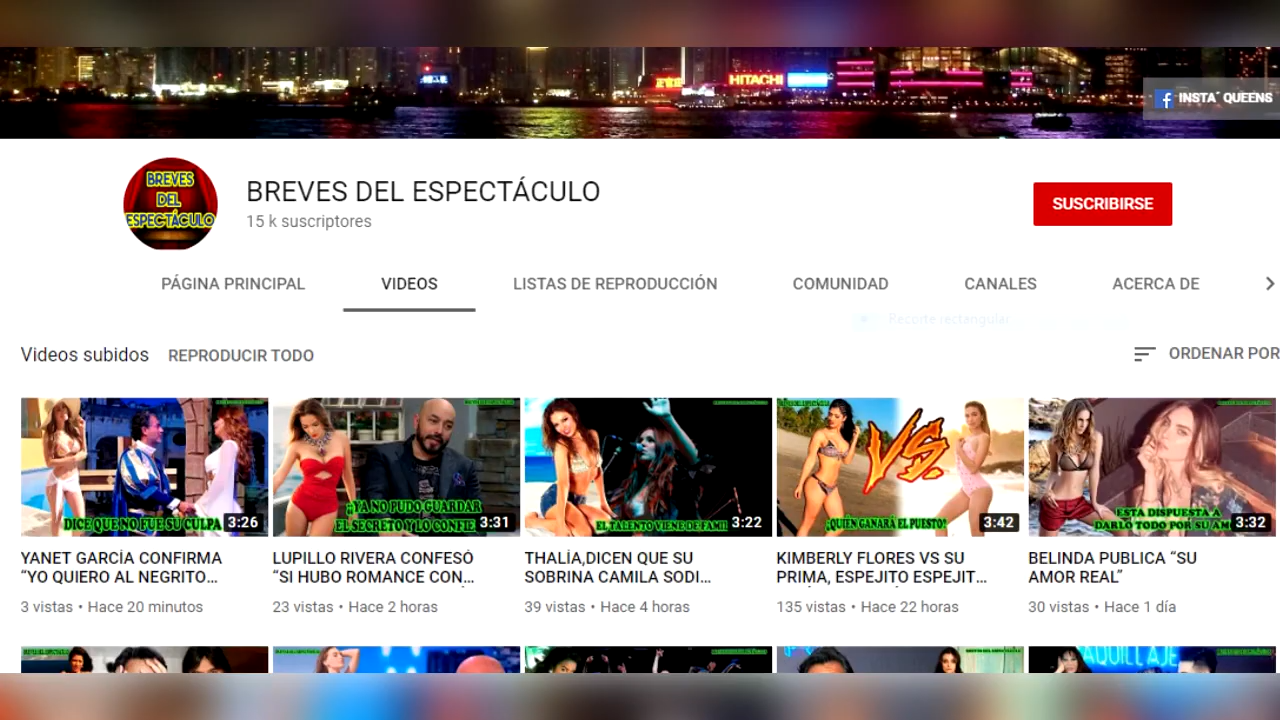 HITACHI
INSTA´ QUEENS
BREVES
DEL
ESPECTÁCULO
BREVES DEL ESPECTÁCULO
15 k suscriptores
SUSCRIBIRSE
PÁGINA PRINCIPAL VIDEOS LISTAS DE REPRODUCCIÓN COMUNIDAD CANALES ACERCA DE
Recorte rectangular
Videos subidos REPRODUCIR TODO ORDENAR POR
DICE QUE NO FUE SU CULPA 3:26
¡YA NO PUDO GUARDAR
EL SECRETO Y LO CONFIE 3:31
EL TALENTO VIENE DE FAMI 3:22
VS.
¿QUIÉN GANARÁ EL PUESTO? 3:42
ESTA DISPUESTA A
DARLO TODO POR SU AM 3:32
YANET GARCÍA CONFIRMA
“YO QUIERO AL NEGRITO...
3 vistas • Hace 20 minutos
LUPILLO RIVERA CONFESÓ
“SI HUBO ROMANCE CON...
23 vistas • Hace 2 horas
THALÍA,DICEN QUE SU
SOBRINA CAMILA SODI...
39 vistas • Hace 4 horas
KIMBERLY FLORES VS SU
PRIMA, ESPEJITO ESPEJIT...
135 vistas • Hace 22 horas
BELINDA PUBLICA “SU
AMOR REAL”
30 vistas • Hace 1 día
AQUILLAJE